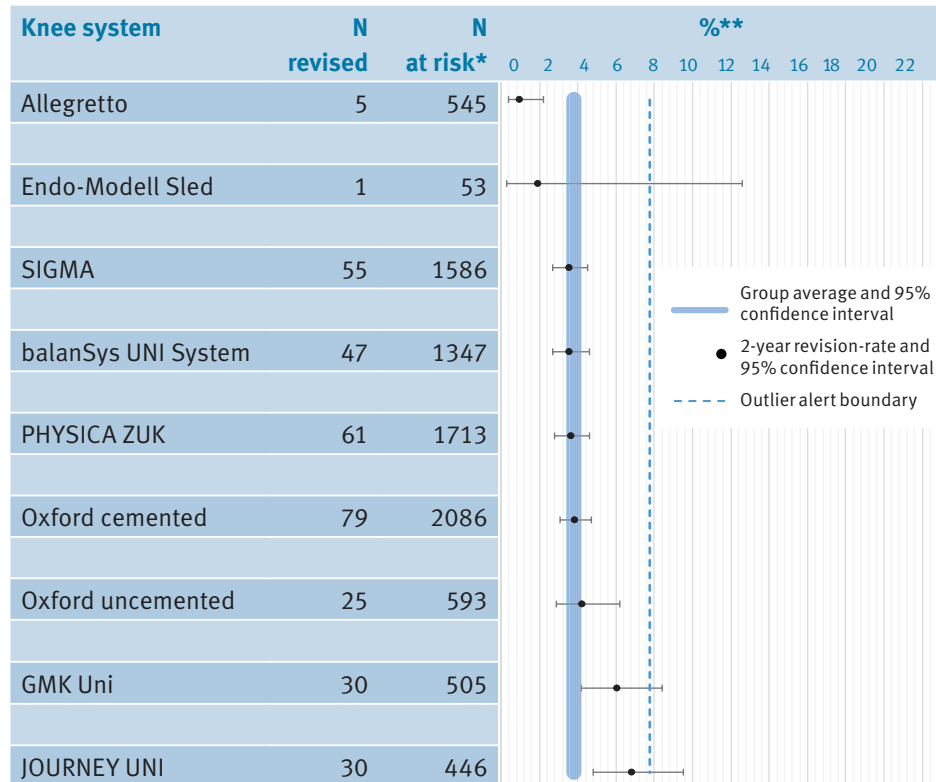 Knee system N N %**
revised at risk* 0 2 4 6 8 10 12 14 16 18 20 22
Allegretto 5 545
Endo-Modell Sled 1 53
SIGMA 55 1586
balanSys UNI System 47 1347
PHYSICA ZUK 61 1713
Oxford cemented 79 2086
Oxford uncemented 25 593
GMK Uni 30 505
JOURNEY UNI 30 446
Group average and 95%
confidence interval
2-year revision-rate and
95% confidence interval
Outlier alert boundary